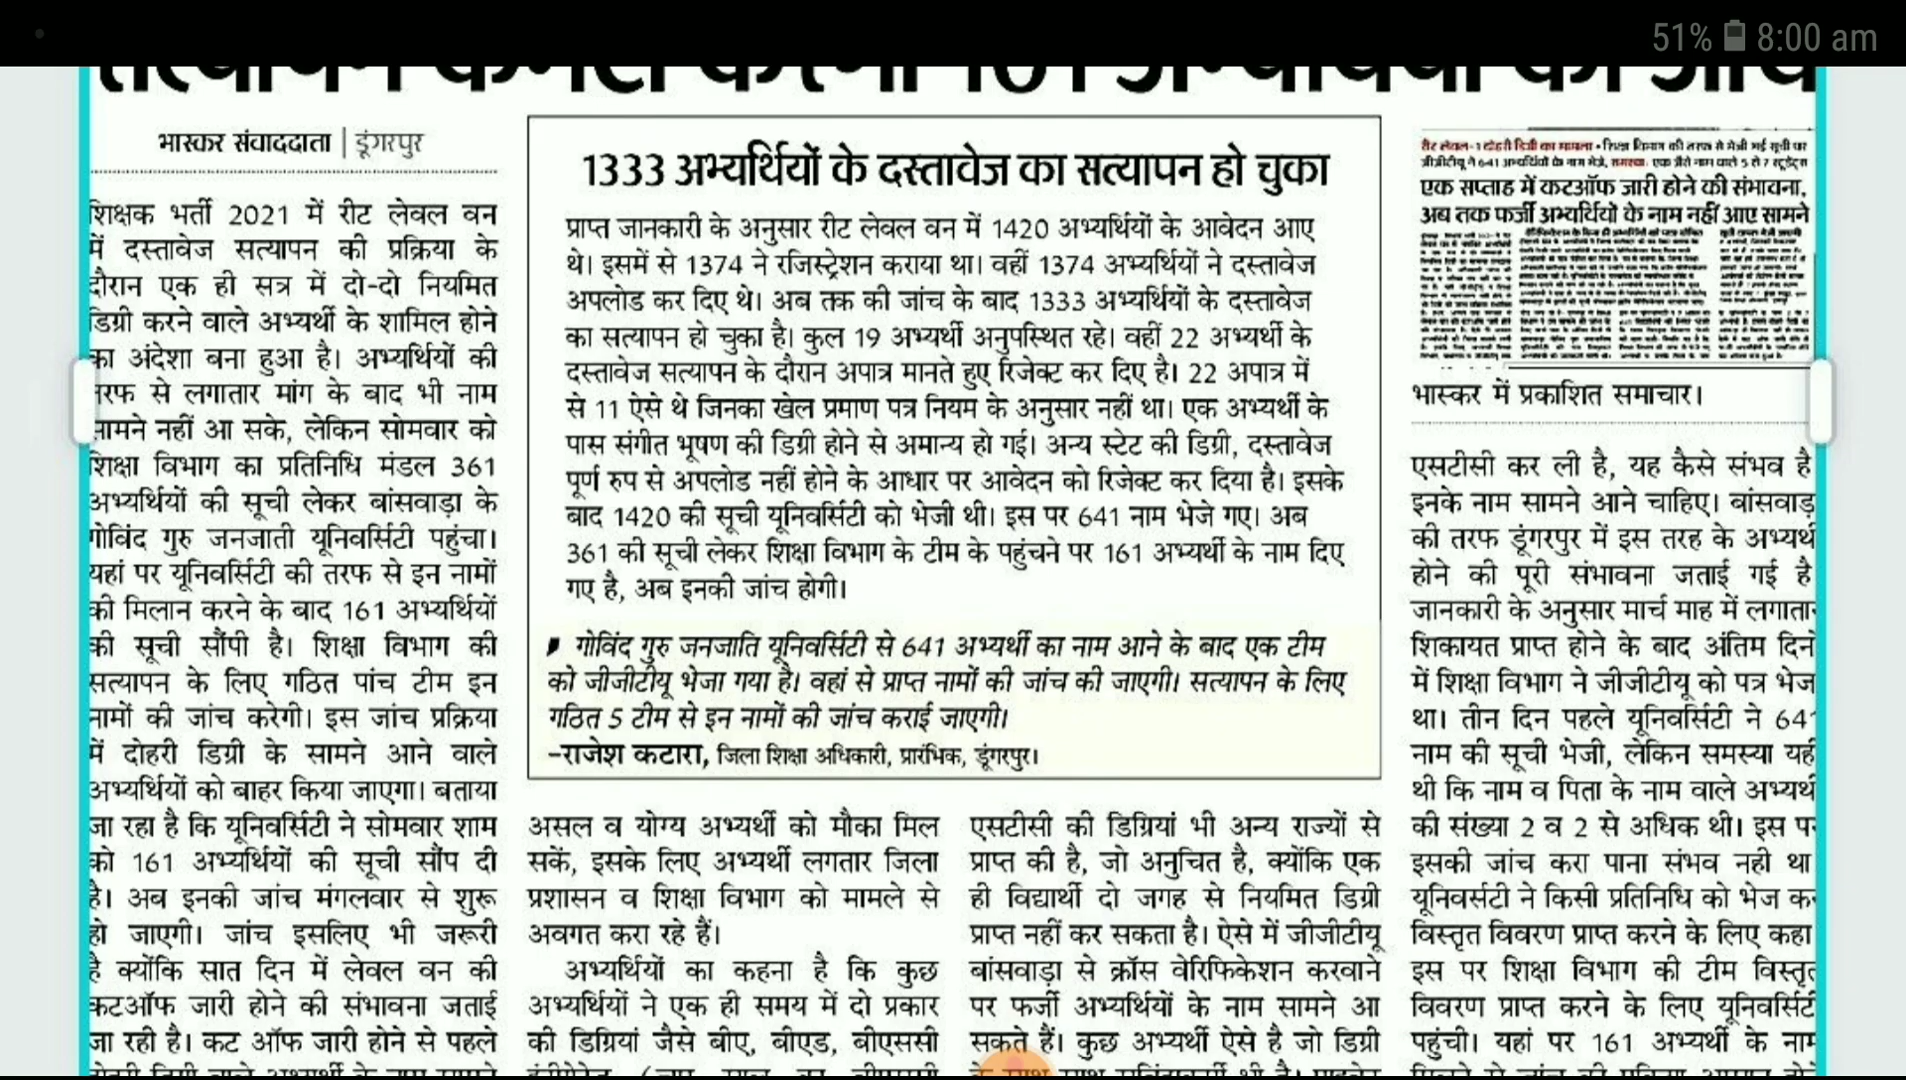 51% 8:00 am
भास्कर संवाददाता | डूंगरपुर
शिक्षक भर्ती 2021 में रीट लेवल वन
में दस्तावेज सत्यापन की प्रक्रिया के
दौरान एक ही सत्र में दो-दो नियमित
डिग्री करने वाले अभ्यर्थी के शामिल होने
का अंदेशा बना हुआ है। अभ्यर्थियों की
तरफ से लगातार मांग के बाद भी नाम
सामने नहीं आ सके, लेकिन सोमवार को
शिक्षा विभाग का प्रतिनिधि मंडल 361
अभ्यर्थियों की सूची लेकर बांसवाड़ा के
गोविंद गुरु जनजाती यूनिवर्सिटी पहुंचा।
यहां पर यूनिवर्सिटी की तरफ से इन नामों
की मिलान करने के बाद 161 अभ्यर्थियों
की सूची सौंपी है। शिक्षा विभाग की
सत्यापन के लिए गठित पांच टीम इन
नामों की जांच करेगी। इस जांच प्रक्रिया
में दोहरी डिग्री के सामने आने वाले
अभ्यर्थियों को बाहर किया जाएगा। बताया
जा रहा है कि यूनिवर्सिटी ने सोमवार शाम
को 161 अभ्यर्थियों की सूची सौंप दी
है। अब इनकी जांच मंगलवार से शुरू
हो जाएगी। जांच इसलिए भी जरूरी
है क्योंकि सात दिन में लेवल वन की
कटऑफ जारी होने की संभावना जताई
जा रही है। कट ऑफ जारी होने से पहले
1333 अभ्यर्थियों के दस्तावेज का सत्यापन हो चुका
प्राप्त जानकारी के अनुसार रीट लेवल वन में 1420 अभ्यर्थियों के आवेदन आए
थे। इसमें से 1374 ने रजिस्ट्रेशन कराया था। वहीं 1374 अभ्यर्थियों ने दस्तावेज
अपलोड कर दिए थे। अब तक की जांच के बाद 1333 अभ्यर्थियों के दस्तावेज
का सत्यापन हो चुका है। कुल 19 अभ्यर्थी अनुपस्थित रहे। वहीं 22 अभ्यर्थी के
दस्तावेज सत्यापन के दौरान अपात्र मानते हुए रिजेक्ट कर दिए है। 22 अपात्र में
से 11 ऐसे थे जिनका खेल प्रमाण पत्र नियम के अनुसार नहीं था। एक अभ्यर्थी के
पास संगीत भूषण की डिग्री होने से अमान्य हो गई। अन्य स्टेट की डिग्री, दस्तावेज
पूर्ण रुप से अपलोड नहीं होने के आधार पर आवेदन को रिजेक्ट कर दिया है। इसके
बाद 1420 की सूची यूनिवर्सिटी को भेजी थी। इस पर 641 नाम भेजे गए। अब
361 की सूची लेकर शिक्षा विभाग के टीम के पहुंचने पर 161 अभ्यर्थी के नाम दिए
गए है, अब इनकी जांच होगी।
गोविंद गुरु जनजाति यूनिवर्सिटी से 641 अभ्यर्थी का नाम आने के बाद एक टीम
को जीजीटीयू भेजा गया है। वहां से प्राप्त नामों की जांच की जाएगी। सत्यापन के लिए
गठित 5 टीम से इन नामों की जांच कराई जाएगी।
-राजेश कटारा, जिला शिक्षा अधिकारी, प्रारंभिक, डूंगरपुर।
असल व योग्य अभ्यर्थी को मौका मिल
सकें, इसके लिए अभ्यर्थी लगतार जिला
प्रशासन व शिक्षा विभाग को मामले से
अवगत करा रहे हैं।
अभ्यर्थियों का कहना है कि कुछ
अभ्यर्थियों ने एक ही समय में दो प्रकार
की डिग्रियां जैसे बीए, बीएड, बीएससी
एसटीसी की डिग्रियां भी अन्य राज्यों से
प्राप्त की है, जो अनुचित है, क्योंकि एक
ही विद्यार्थी दो जगह से नियमित डिग्री
प्राप्त नहीं कर सकता है। ऐसे में जीजीटीयू
बांसवाड़ा से क्रॉस वेरिफिकेशन करवाने
पर फर्जी अभ्यर्थियों के नाम सामने आ
सकते हैं। कुछ अभ्यर्थी ऐसे है जो डिग्री
रीट लेवल-1 दोहरी डिग्री का मामला
एक सप्ताह में कटऑफ जारी होने की संभावना,
अब तक फर्जी अभ्यर्थियों के नाम नहीं आए सामने
भास्कर में प्रकाशित समाचार।
एसटीसी कर ली है, यह कैसे संभव है
इनके नाम सामने आने चाहिए। बांसवाड़
की तरफ डूंगरपुर में इस तरह के अभ्यर्थ
होने की पूरी संभावना जताई गई है
जानकारी के अनुसार मार्च माह में लगातार
शिकायत प्राप्त होने के बाद अंतिम दिनो
में शिक्षा विभाग ने जीजीटीयू को पत्र भेज
था। तीन दिन पहले यूनिवर्सिटी ने 641
नाम की सूची भेजी, लेकिन समस्या यही
थी कि नाम व पिता के नाम वाले अभ्यर्थ
की संख्या 2 व 2 से अधिक थी। इस पर
इसकी जांच करा पाना संभव नही था
यूनिवर्सटी ने किसी प्रतिनिधि को भेज कर
विस्तृत विवरण प्राप्त करने के लिए कहा
इस पर शिक्षा विभाग की टीम विस्तृत
विवरण प्राप्त करने के लिए यूनिवर्सिटी
पहुंची। यहां पर 161 अभ्यर्थी के नाम